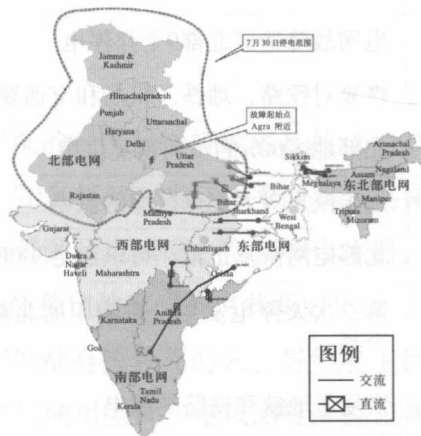 7月30日停电范围
Jammu &
Kashmir
Himachalpradesh
Punjab
Uttaranchal
Haryana
Delhi
故障起始点
Agra 附近
北部电网
Uttar
Pradesh
Rajastan
Sikkim
Arunachal
Pradesh
Assam
Nagaland
Meghalaya
东北部电网
Manipur
Tripura
Mizoram
Bihar
Bihar
Jharkhand
West
Bengal
Gujarat
Madhya
Pradesh
西部电网
Chhattisgarh
东部电网
Dadra
Nagar
Haveli
Maharashtra
Orissa
Andhra
Pradesh
Karnataka
Goa
南部电网
Tamil
Nadu
Kerala
图例
交流
直流